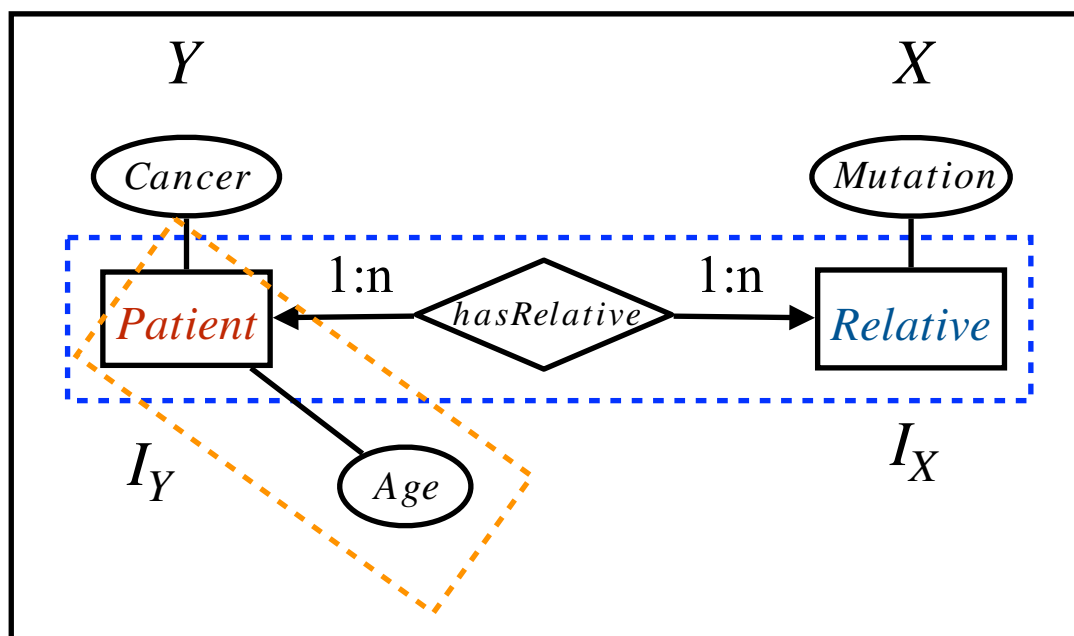 Y
X
Cancer
Mutation
1:n
1:n
Patient
hasRelative
Relative
I_Y
I_X
Age